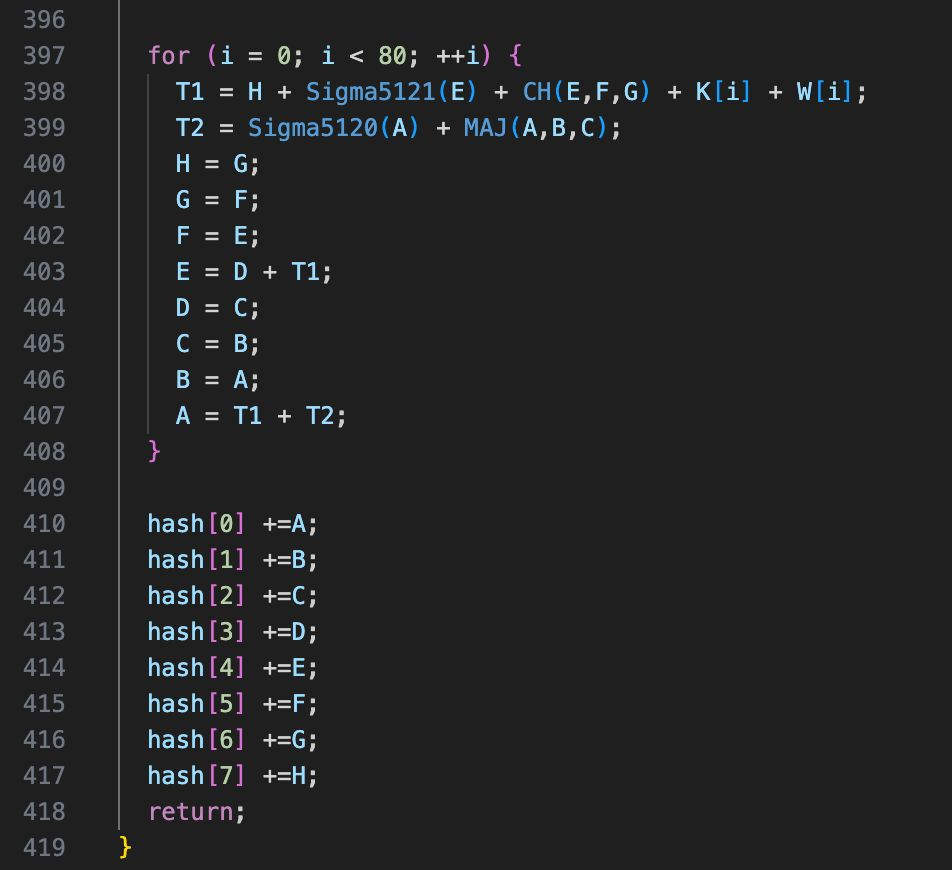 396
397 for (i = 0; i < 80; ++i) {
398 T1 = H + Sigma5121(E) + CH(E,F,G) + K[i] + W[i];
399 T2 = Sigma5120(A) + MAJ(A,B,C);
400 H = G;
401 G = F;
402 F = E;
403 E = D + T1;
404 D = C;
405 C = B;
406 B = A;
407 A = T1 + T2;
408 }
409
410 hash[0] +=A;
411 hash[1] +=B;
412 hash[2] +=C;
413 hash[3] +=D;
414 hash[4] +=E;
415 hash[5] +=F;
416 hash[6] +=G;
417 hash[7] +=H;
418 return;
419 }